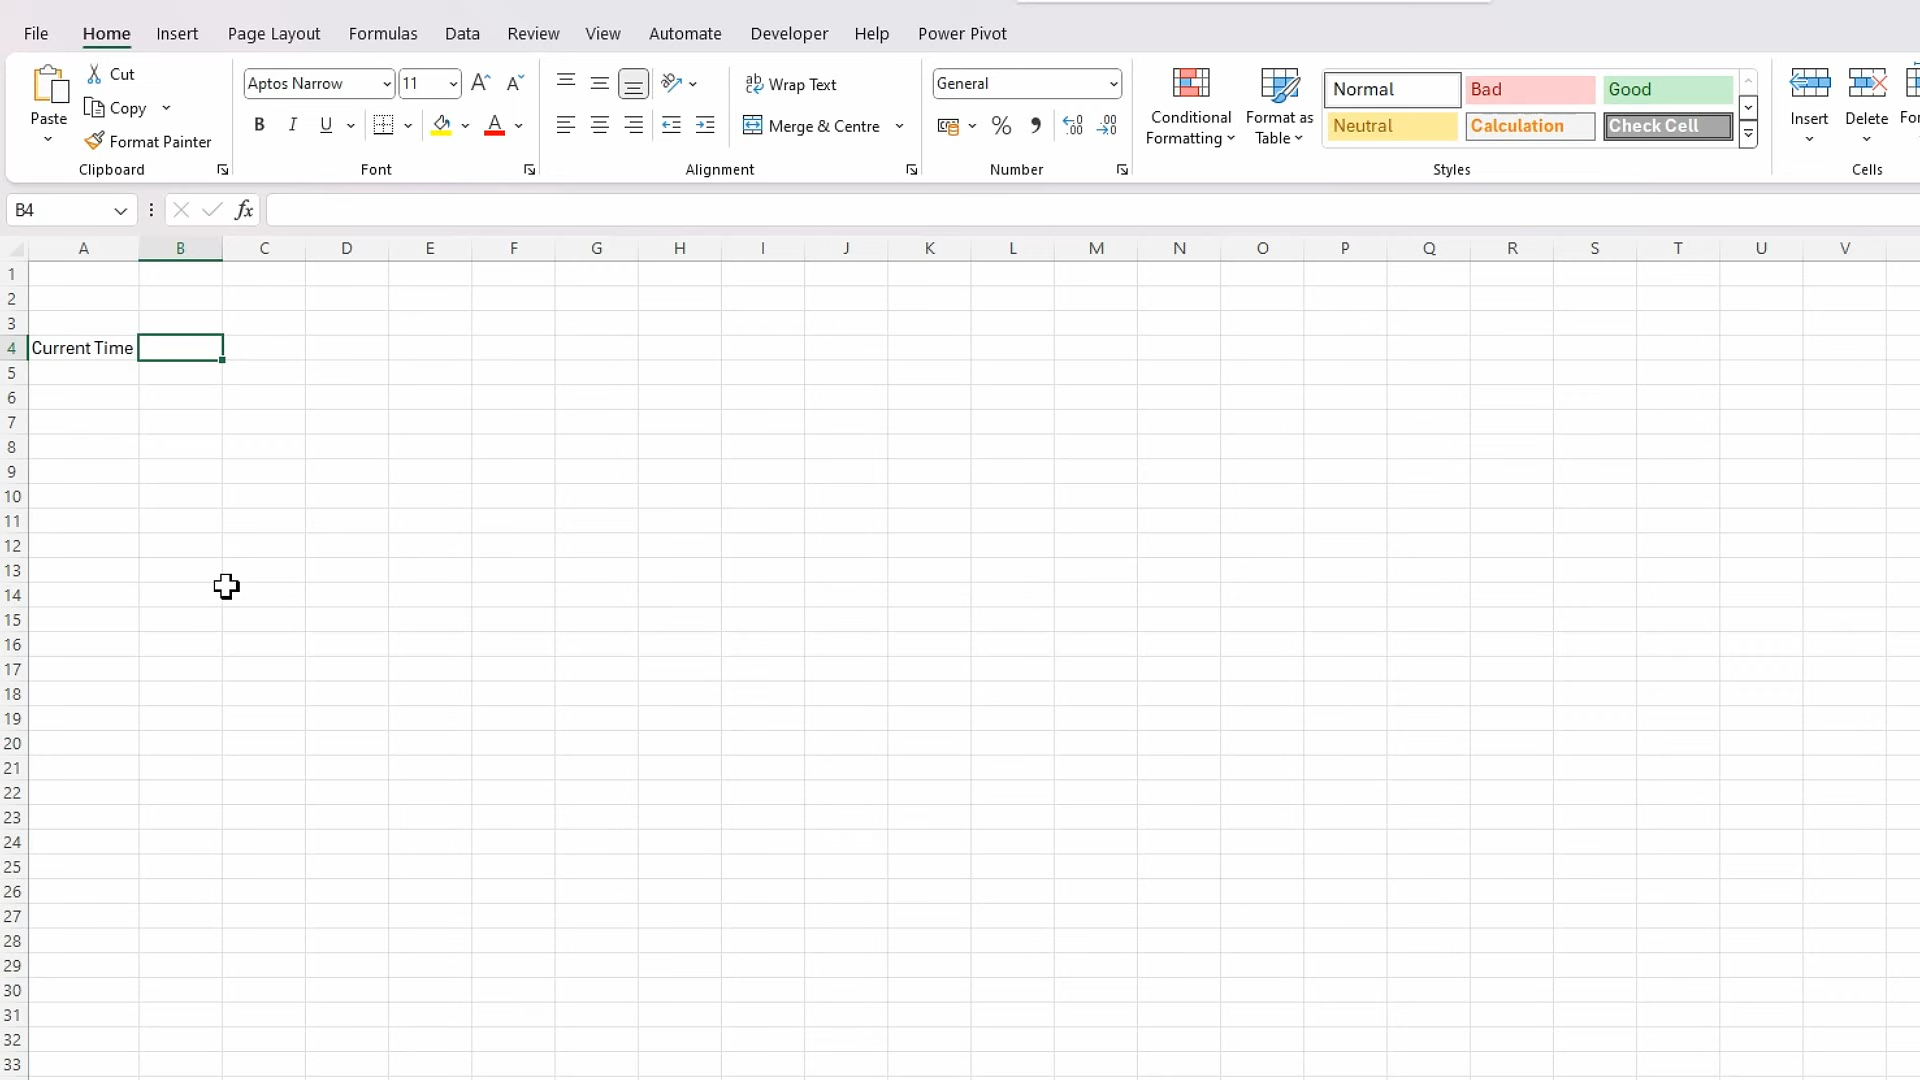 File Home Insert Page Layout Formulas Data Review View Automate Developer Help Power Pivot
Paste
Cut
Copy
Format Painter
Clipboard
Aptos Narrow 11 A A
B I U A
Font
ab Wrap Text
Merge & Centre
Alignment
General
% 9
Number
Conditional Formatting
Format as Table
Normal Bad Good
Neutral Calculation Check Cell
Styles
Insert Delete
Cells
B4 fx
A B C D E F G H I J K L M N O P Q R S T U V
1
2
3
4 Current Time
5
6
7
8
9
10
11
12
13
14
15
16
17
18
19
20
21
22
23
24
25
26
27
28
29
30
31
32
33